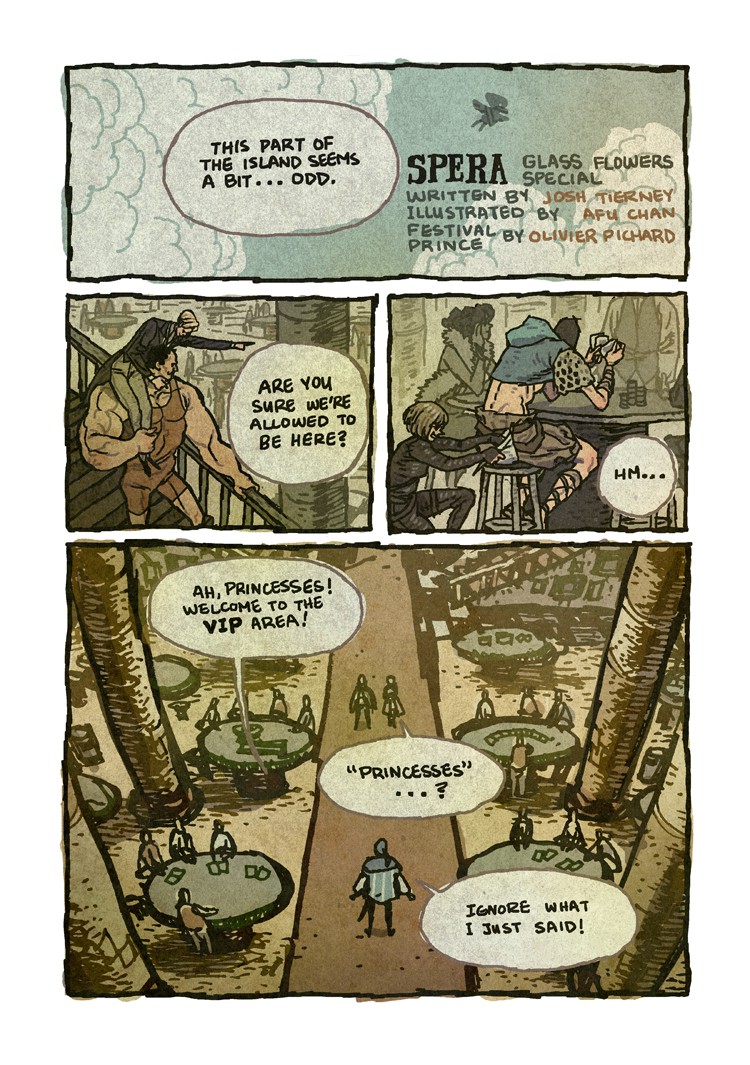 THIS PART OF
THE ISLAND SEEMS
A BIT... ODD.
SPERA GLASS FLOWERS
SPECIAL
WRITTEN BY JOSH TIERNEY
ILLUSTRATED BY AFU CHAN
FESTIVAL
PRINCE BY OLIVIER PICHARD
ARE YOU
SURE WE'RE
ALLOWED TO
BE HERE?
HM...
AH, PRINCESSES!
WELCOME TO THE
VIP AREA!
"PRINCESSES"
...?
IGNORE WHAT
I JUST SAID!